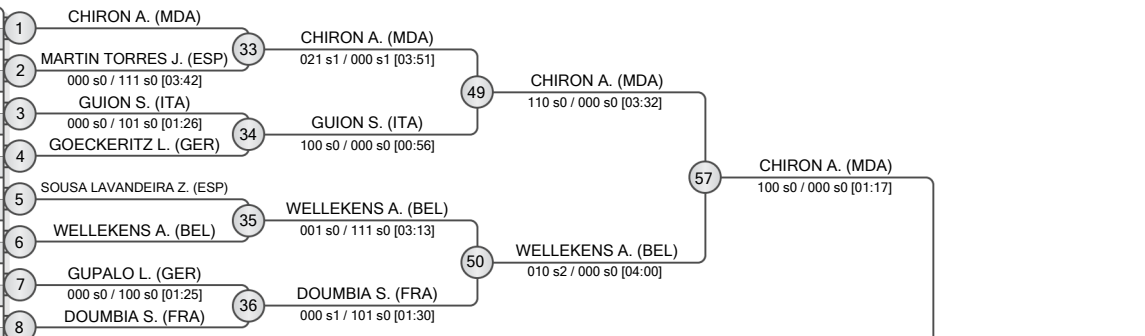 1
CHIRON A. (MDA)
2
MARTIN TORRES J. (ESP)
000 s0 / 111 s0 [03:42]
33
CHIRON A. (MDA)
021 s1 / 000 s1 [03:51]
3
GUION S. (ITA)
000 s0 / 101 s0 [01:26]
4
GOECKERITZ L. (GER)
34
GUION S. (ITA)
100 s0 / 000 s0 [00:56]
49
CHIRON A. (MDA)
110 s0 / 000 s0 [03:32]
5
SOUSA LAVANDEIRA Z. (ESP)
6
WELLEKENS A. (BEL)
35
WELLEKENS A. (BEL)
001 s0 / 111 s0 [03:13]
7
GUPALO L. (GER)
000 s0 / 100 s0 [01:25]
8
DOUMBIA S. (FRA)
36
DOUMBIA S. (FRA)
000 s1 / 101 s0 [01:30]
50
WELLEKENS A. (BEL)
010 s2 / 000 s0 [04:00]
57
CHIRON A. (MDA)
100 s0 / 000 s0 [01:17]